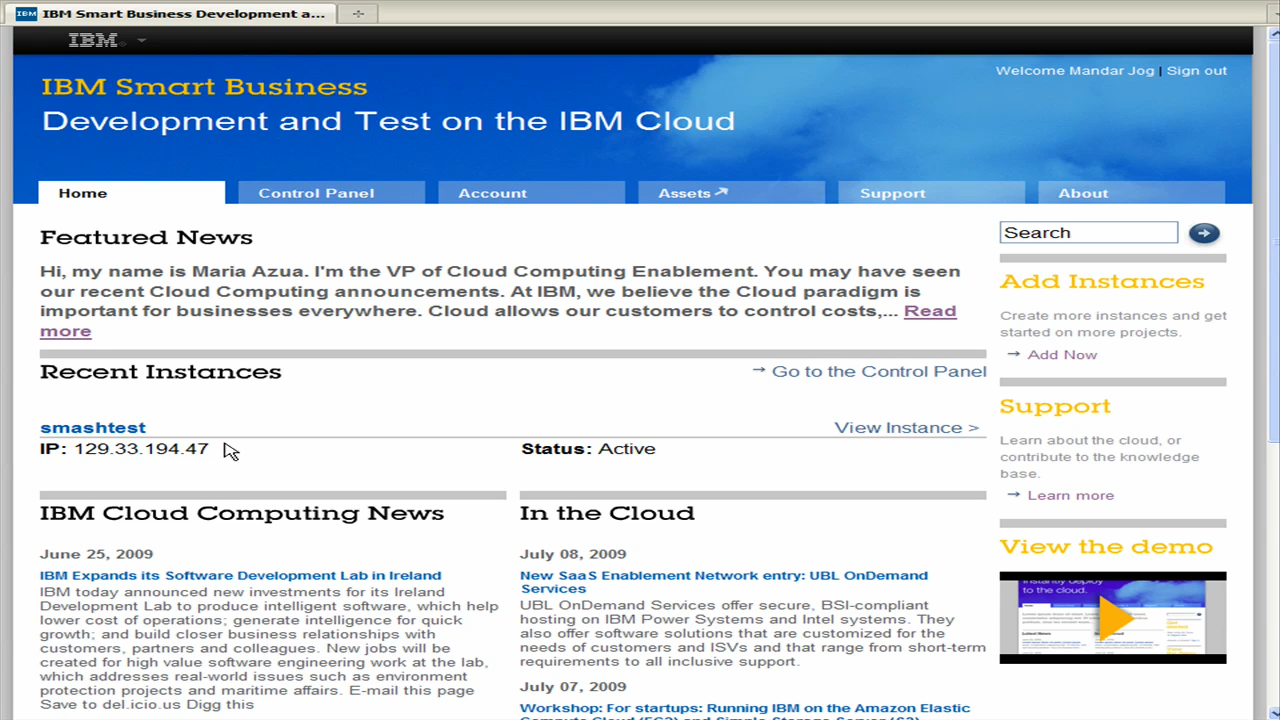 IBM Smart Business Development a...
IBM
Welcome Mandar Jog | Sign out
IBM Smart Business
Development and Test on the IBM Cloud
Home
Control Panel
Account
Assets
Support
About
Featured News
Hi, my name is Maria Azua. I'm the VP of Cloud Computing Enablement. You may have seen
our recent Cloud Computing announcements. At IBM, we believe the Cloud paradigm is
important for businesses everywhere. Cloud allows our customers to control costs,... Read
more
Recent Instances
→ Go to the Control Panel
smashtest
View Instance >
IP: 129.33.194.47
Status: Active
IBM Cloud Computing News
June 25, 2009
IBM Expands its Software Development Lab in Ireland
IBM today announced new investments for its Ireland
Development Lab to produce intelligent software, which help
lower cost of operations; generate intelligence for quick
growth; and build closer business relationships with
customers, partners and colleagues. New jobs will be
created for high value software engineering work at the lab,
which addresses real-world issues such as environment
protection projects and maritime affairs. E-mail this page
Save to del.icio.us Digg this
In the Cloud
July 08, 2009
New SaaS Enablement Network entry: UBL OnDemand
Services
UBL OnDemand Services offer secure, BSI-compliant
hosting on IBM Power Systems and Intel systems. They
also offer software solutions that are customized for the
needs of customers and ISVs and that range from short-term
requirements to all inclusive support.
July 07, 2009
Workshop: For startups: Running IBM on the Amazon Elastic
Compute Cloud (EC2) and Simple Storage Server (S3)
Search
Add Instances
Create more instances and get
started on more projects.
→ Add Now
Support
Learn about the cloud, or
contribute to the knowledge
base.
→ Learn more
View the demo
Instantly deploy
to the cloud.